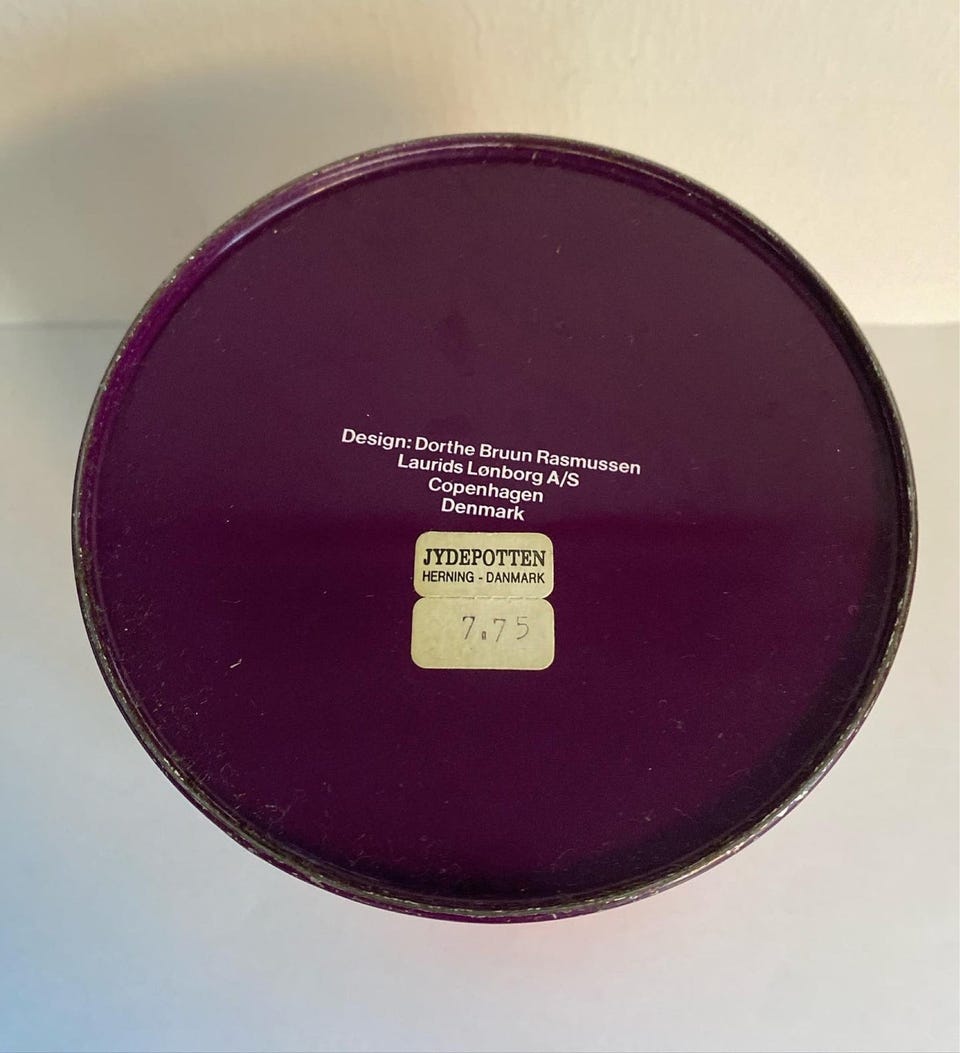 Design: Dorthe Bruun Rasmussen
Laurids Lønborg A/S
Copenhagen
Denmark
JYDEPOTTEN
HERNING - DANMARK
7.75